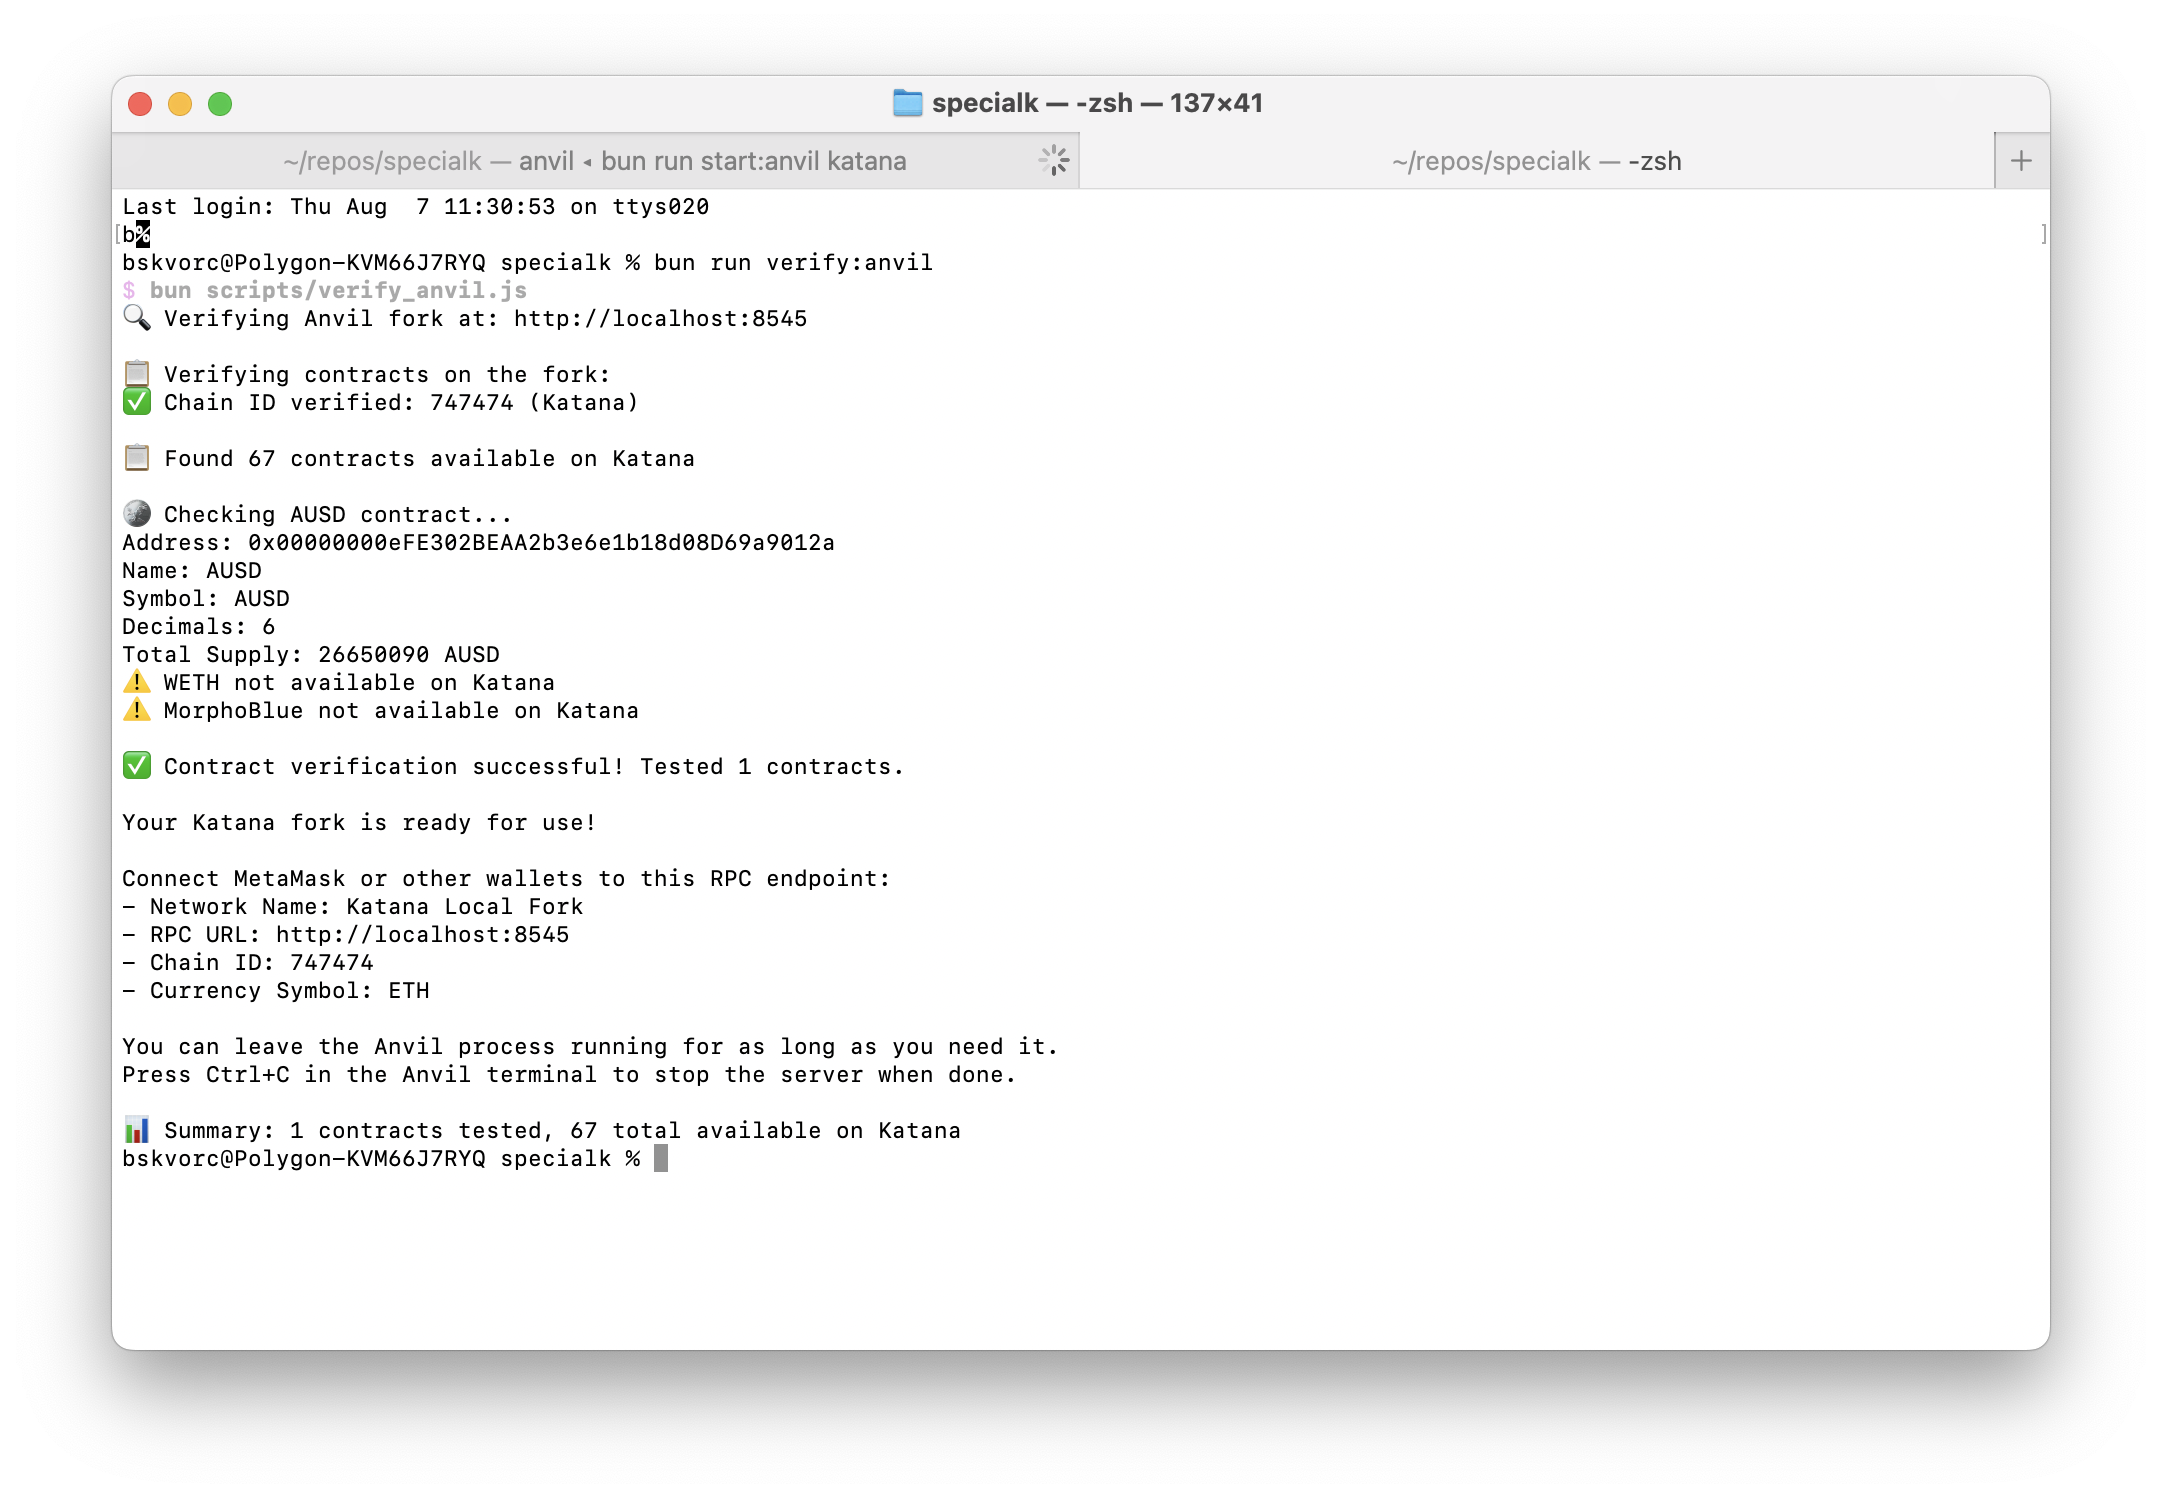 specialk — -zsh — 137×41
~/repos/specialk — anvil ◂ bun run start:anvil katana
~/repos/specialk — -zsh
Last login: Thu Aug  7 11:30:53 on ttys020
[b%]
bskvorc@Polygon-KVM66J7RYQ specialk % bun run verify:anvil
$ bun scripts/verify_anvil.js
🔍 Verifying Anvil fork at: http://localhost:8545
📋 Verifying contracts on the fork:
✅ Chain ID verified: 747474 (Katana)
📋 Found 67 contracts available on Katana
🌚 Checking AUSD contract...
Address: 0x00000000eFE302BEAA2b3e6e1b18d08D69a9012a
Name: AUSD
Symbol: AUSD
Decimals: 6
Total Supply: 26650090 AUSD
⚠️ WETH not available on Katana
⚠️ MorphoBlue not available on Katana
✅ Contract verification successful! Tested 1 contracts.
Your Katana fork is ready for use!
Connect MetaMask or other wallets to this RPC endpoint:
- Network Name: Katana Local Fork
- RPC URL: http://localhost:8545
- Chain ID: 747474
- Currency Symbol: ETH
You can leave the Anvil process running for as long as you need it.
Press Ctrl+C in the Anvil terminal to stop the server when done.
📊 Summary: 1 contracts tested, 67 total available on Katana
bskvorc@Polygon-KVM66J7RYQ specialk %